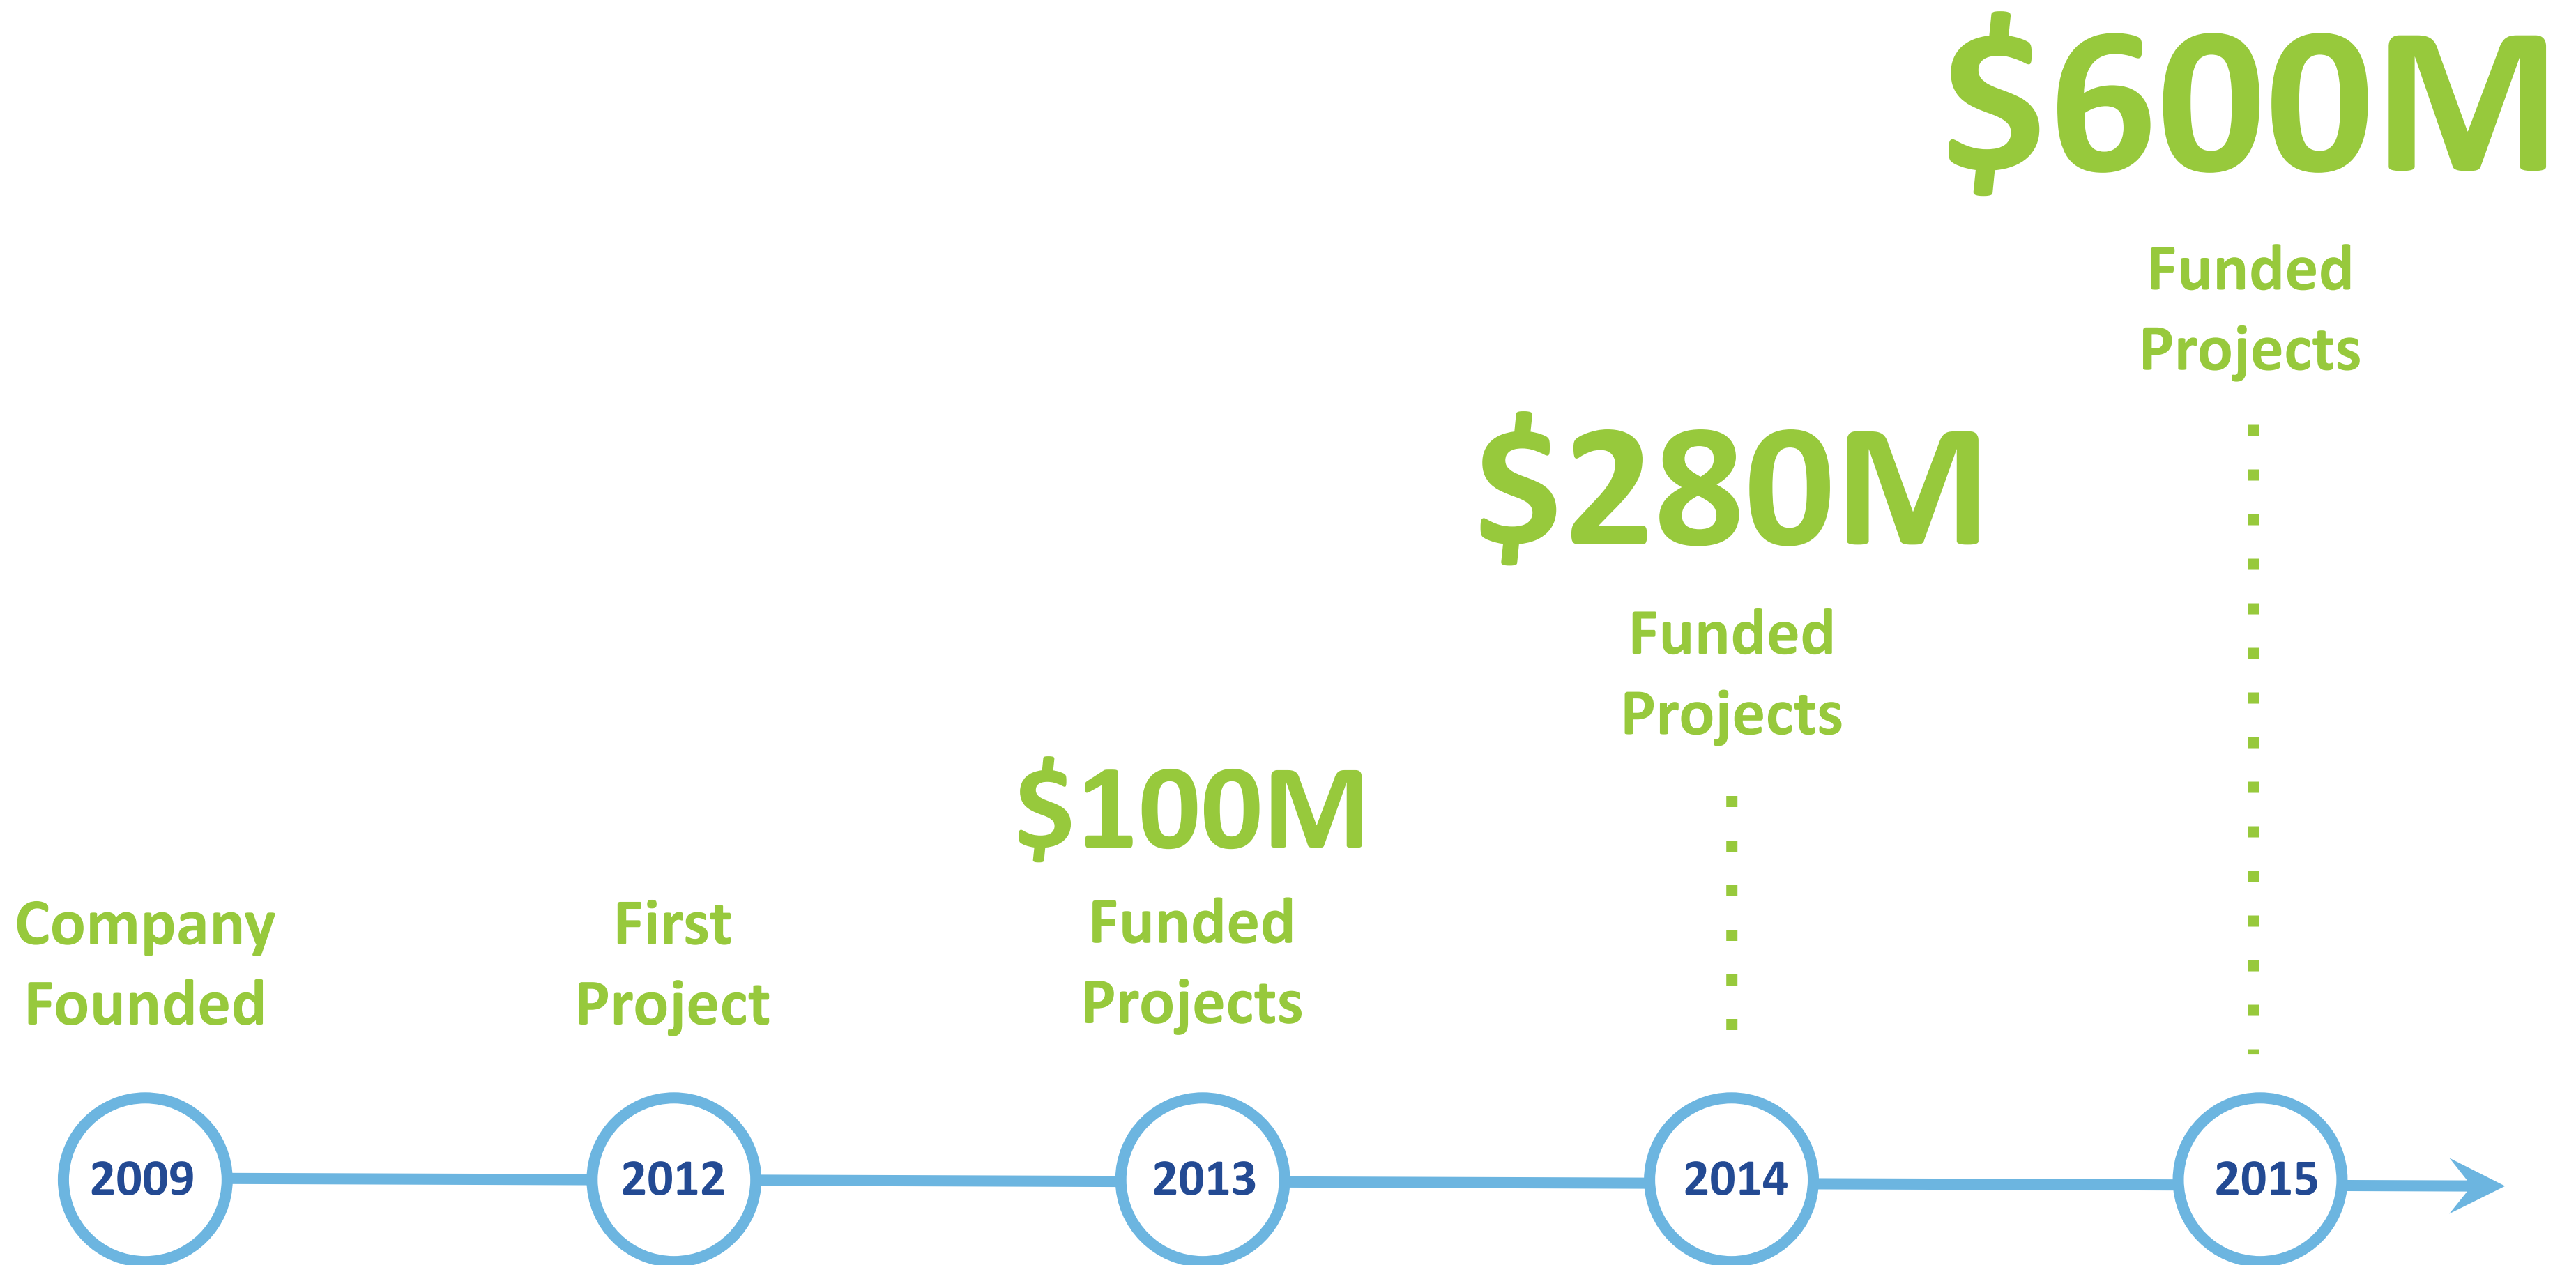 $600M
Funded
Projects
$280M
Funded
Projects
$100M
Funded
Projects
Company
Founded
First
Project
2009
2012
2013
2014
2015